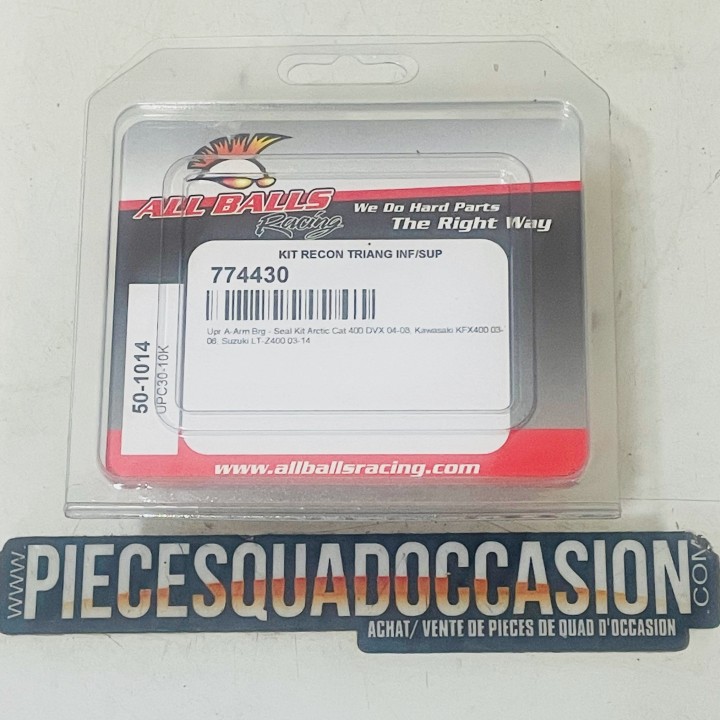 ALL BALLS
Racing
We Do Hard Parts
The Right Way
KIT RECON TRIANG INF/SUP
774430
Upr A-Arm Brg - Seal Kit Arctic Cat 400 DVX 04-08, Kawasaki KFX400 03-
06, Suzuki LT-Z400 03-14
50-1014
UPC30-10K
www.allballsracing.com
WWW.
PIECESQUADOCCASION
.COM
ACHAT/ VENTE DE PIECES DE QUAD D'OCCASION